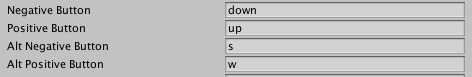 Negative Button down
Positive Button up
Alt Negative Button s
Alt Positive Button w